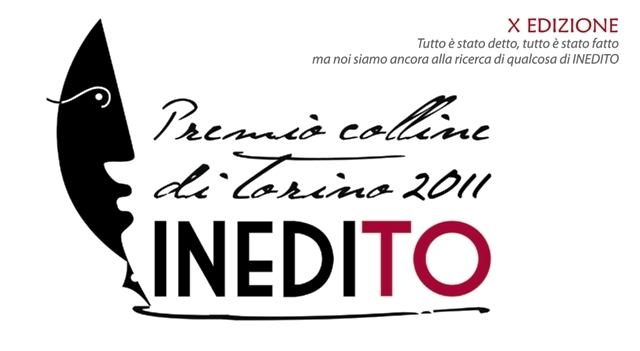 X EDIZIONE
Tutto è stato detto, tutto è stato fatto
ma noi siamo ancora alla ricerca di qualcosa di INEDITO
Premio colline
di Torino 2011
INEDITO